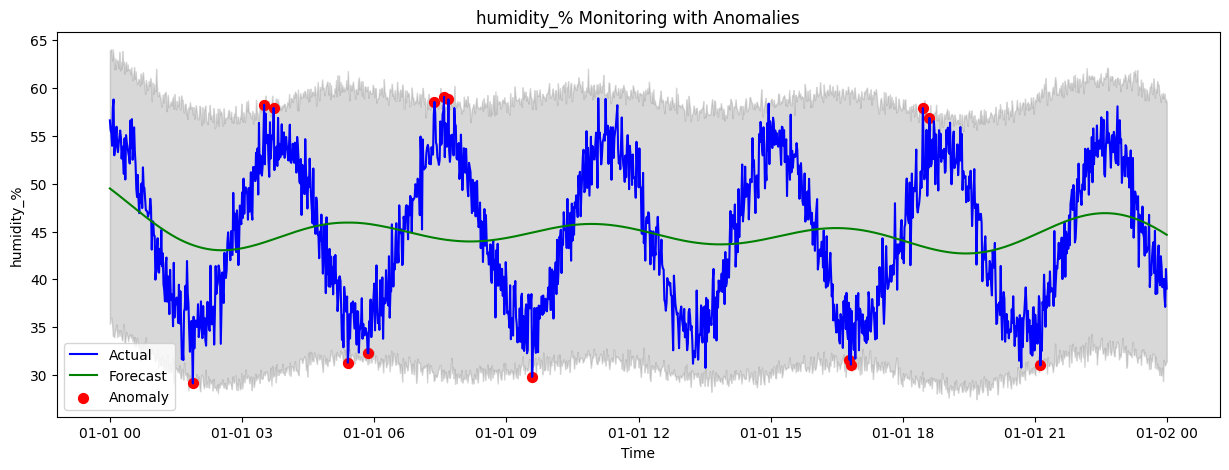 humidity_% Monitoring with Anomalies
humidity_%
65
60
55
50
45
40
35
30
Actual
Forecast
Anomaly
01-01 00
01-01 03
01-01 06
01-01 09
01-01 12
01-01 15
01-01 18
01-01 21
01-02 00
Time